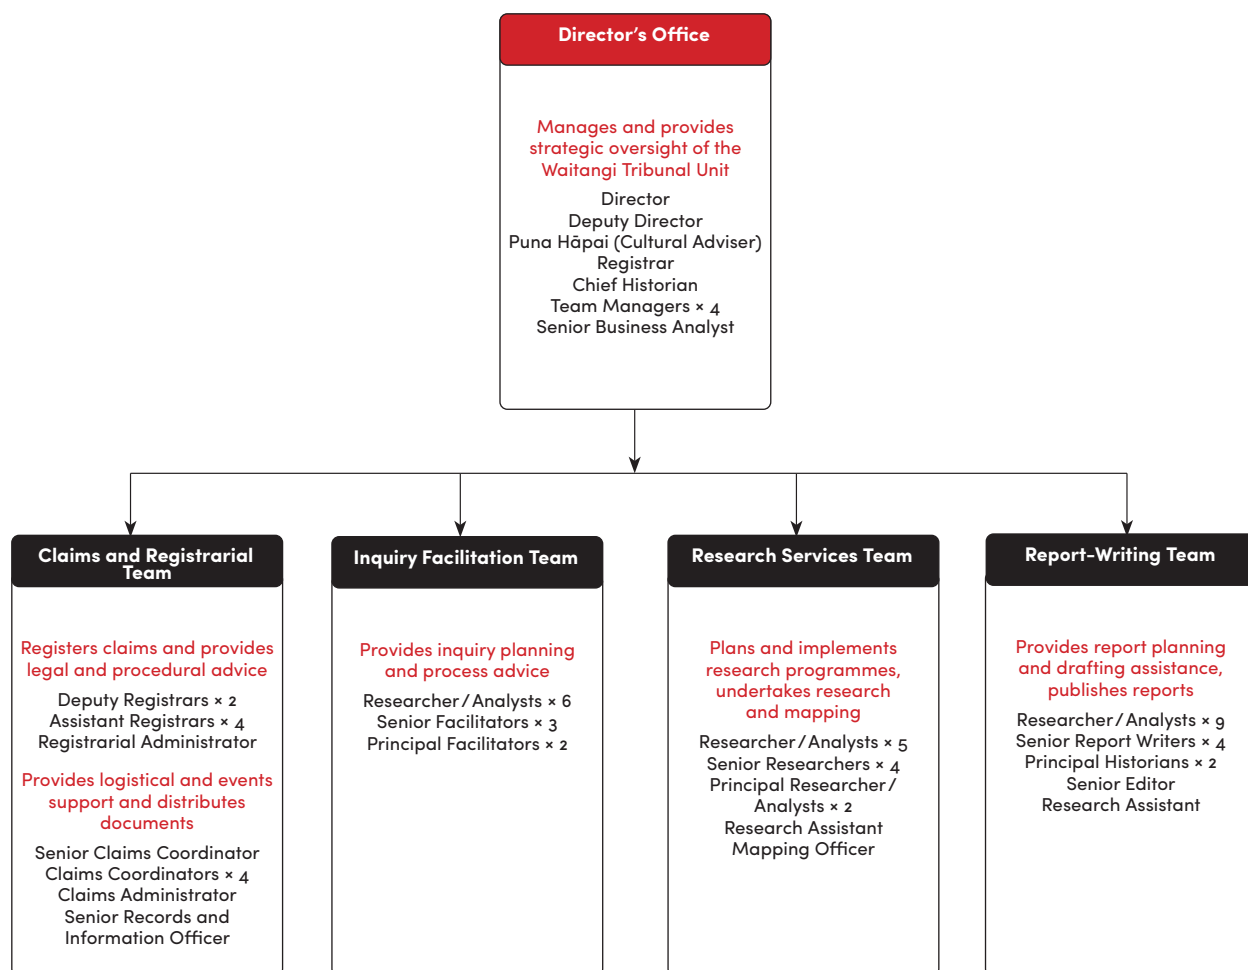 Director’s Office
Manages and provides
strategic oversight of the
Waitangi Tribunal Unit
Director
Deputy Director
Puna Hāpai (Cultural Adviser)
Registrar
Chief Historian
Team Managers × 4
Senior Business Analyst
Claims and Registrarial
Team
Registers claims and provides
legal and procedural advice
Deputy Registrars × 2
Assistant Registrars × 4
Registrarial Administrator
Provides logistical and events
support and distributes
documents
Senior Claims Coordinator
Claims Coordinators × 4
Claims Administrator
Senior Records and
Information Officer
Inquiry Facilitation Team
Provides inquiry planning
and process advice
Researcher / Analysts × 6
Senior Facilitators × 3
Principal Facilitators × 2
Research Services Team
Plans and implements
research programmes,
undertakes research
and mapping
Researcher / Analysts × 5
Senior Researchers × 4
Principal Researcher /
Analysts × 2
Research Assistant
Mapping Officer
Report-Writing Team
Provides report planning
and drafting assistance,
publishes reports
Researcher / Analysts × 9
Senior Report Writers × 4
Principal Historians × 2
Senior Editor
Research Assistant